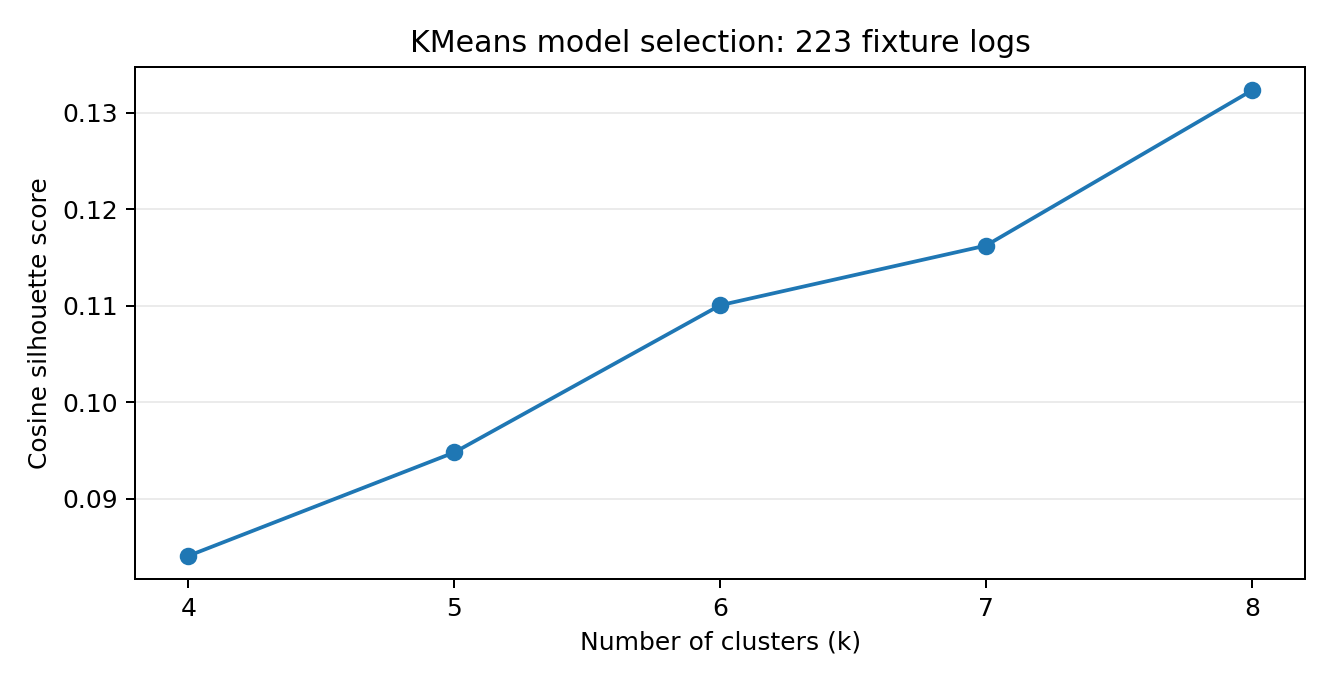 KMeans model selection: 223 fixture logs
Cosine silhouette score
0.13
0.12
0.11
0.10
0.09
4 5 6 7 8
Number of clusters (k)